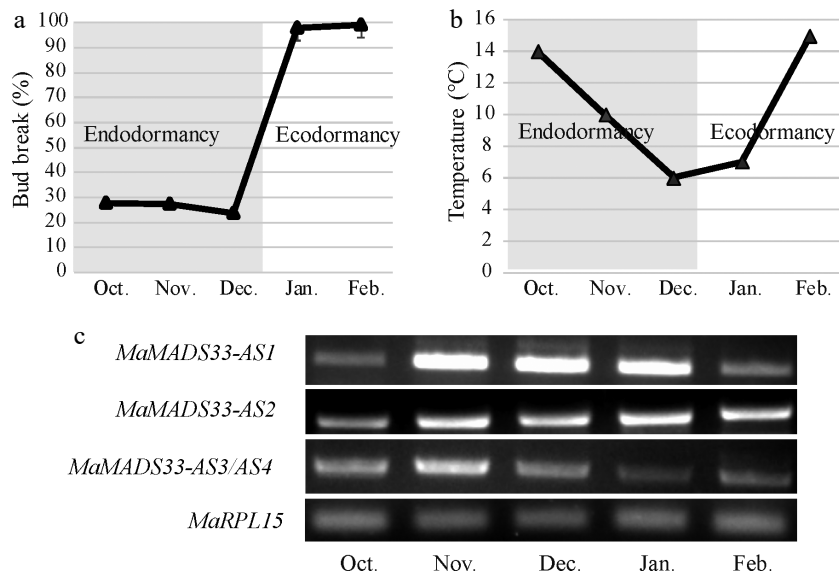 a
Bud break (%)
100
90
80
70
60
50
40
30
20
10
0
Endodormancy
Ecodormancy
Oct. Nov. Dec. Jan. Feb.
b
Temperature (°C)
16
14
12
10
8
6
4
2
0
Endodormancy
Ecodormancy
Oct. Nov. Dec. Jan. Feb.
c
MaMADS33-AS1
MaMADS33-AS2
MaMADS33-AS3/AS4
MaRPL15
Oct. Nov. Dec. Jan. Feb.